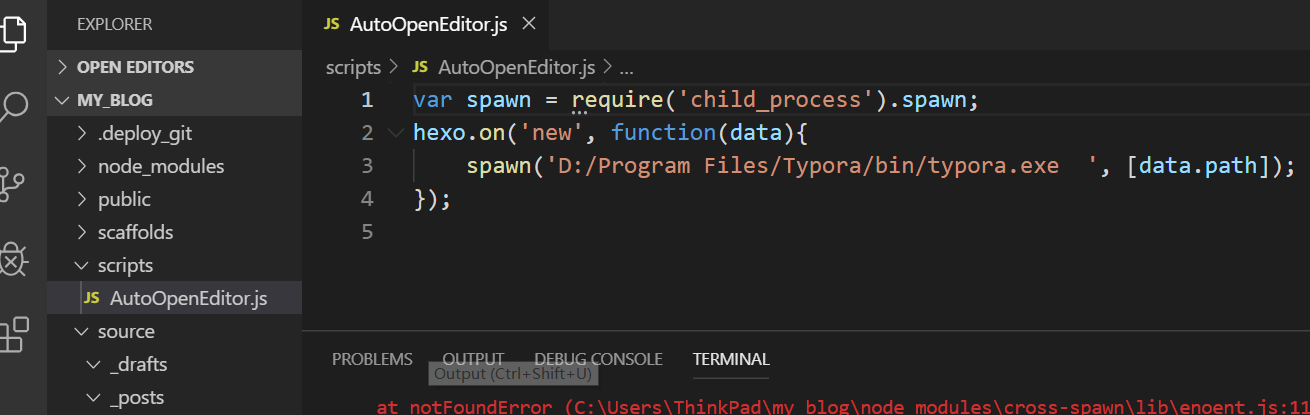 EXPLORER
OPEN EDITORS
MY_BLOG
.deploy_git
node_modules
public
scaffolds
scripts
JS AutoOpenEditor.js
source
_drafts
_posts
JS AutoOpenEditor.js ×
scripts > JS AutoOpenEditor.js > ...
1 var spawn = require('child_process').spawn;
2 hexo.on('new', function(data){
3     spawn('D:/Program Files/Typora/bin/typora.exe  ', [data.path]);
4 });
5
PROBLEMS OUTPUT DEBUG CONSOLE TERMINAL
Output (Ctrl+Shift+U)
at notFoundError (C:\Users\ThinkPad\my_blog\node_modules\cross-spawn\lib\enoent.js:11